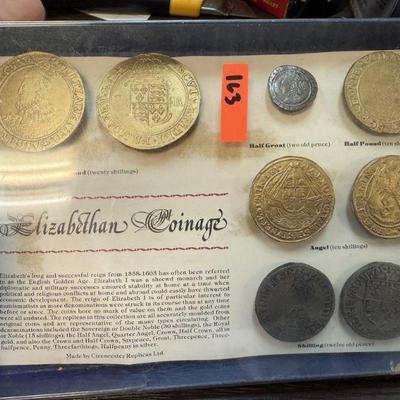 163
Half Groat (two old pence)
Half Pound (ten sh
nd (twenty shillings)
Elizabethan Coinage
Angel (ten shillings)
Elizabeth's long and successful reign from 1558-1603 has often been referred
to as the English Golden Age. Elizabeth I was a shrewd monarch and her
diplomatic and military successes ensured stability at home at a time when
political and religious conflicts at home and abroad could easily have thwarted
economic development. The reign of Elizabeth I is of particular interest to
as more denominations were struck in its course than at any time
before or since. The coins bore no mark of value on them and the gold coins
were all undated. The replicas in this collection are all accurately moulded from
original coins and are representative of the many types circulating. Other
denominations included the Sovereign or Double Noble (30 shillings), the Royal
or Noble (15 shillings), the Half Angel, Quarter Angel, Crown, Half Crown, all in
gold, and also the Crown and Half Crown, Sixpence, Groat, Threepence, Three-
halfpence, Penny, Threefarthings, Halfpenny in silver.
Made by Cirencester Replicas Ltd.
Shilling (twelve old pence)